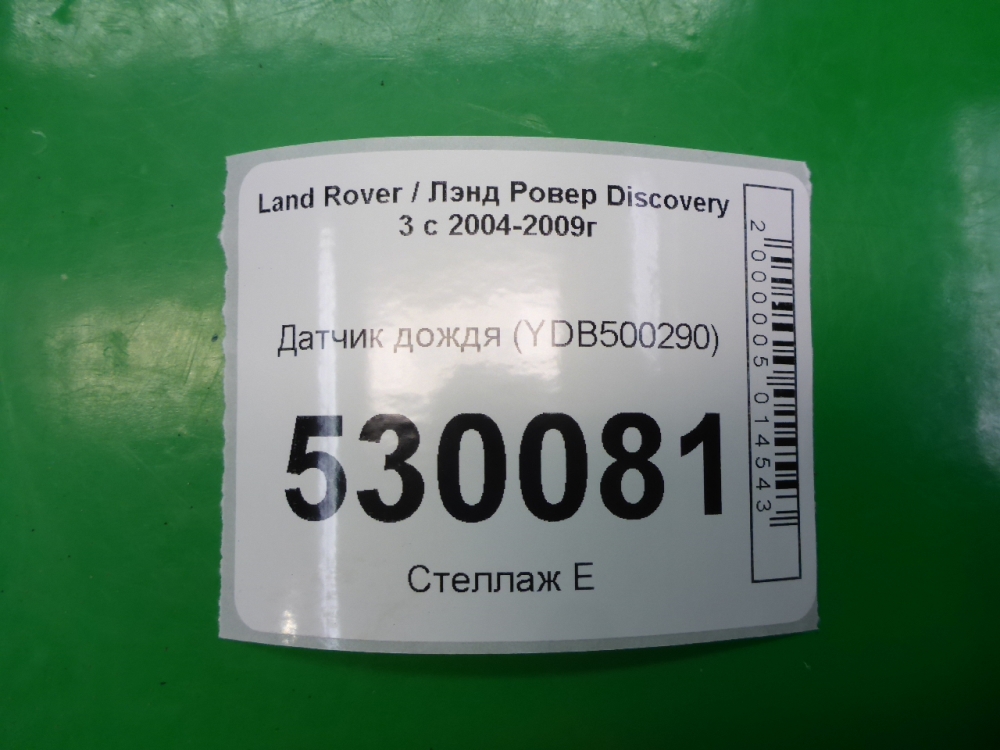 Land Rover / Лэнд Ровер Discovery
3 с 2004-2009г
Датчик дождя (YDB500290)
530081
Стеллаж Е
2000005014543